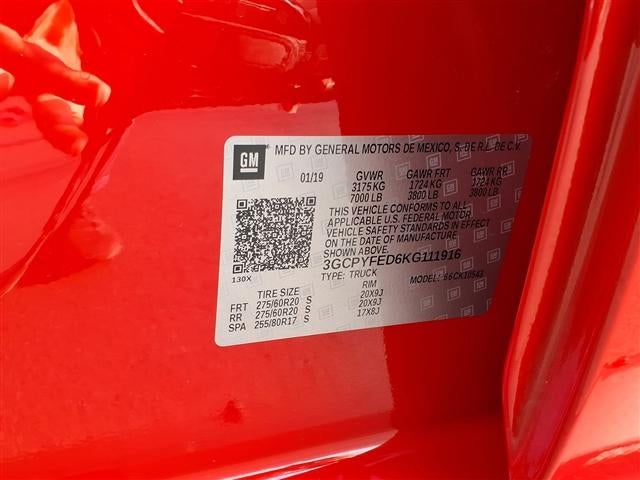 GM MFD BY GENERAL MOTORS DE MEXICO, S. DE R.L. DE C.V.
01/19 GVWR GAWR FRT GAWR RR
3175 KG 1724 KG 1724 KG
7000 LB 3800 LB 3800 LB
THIS VEHICLE CONFORMS TO ALL
APPLICABLE U.S. FEDERAL MOTOR
VEHICLE SAFETY STANDARDS IN EFFECT
ON THE DATE OF MANUFACTURE
SHOWN ABOVE.
3GCPYFED6KG111916
130X TYPE: TRUCK MODEL: 66CK10543
TIRE SIZE RIM
FRT 275/60R20 S 20X9J
RR 275/60R20 S 20X9J
SPA 255/80R17 S 17X8J